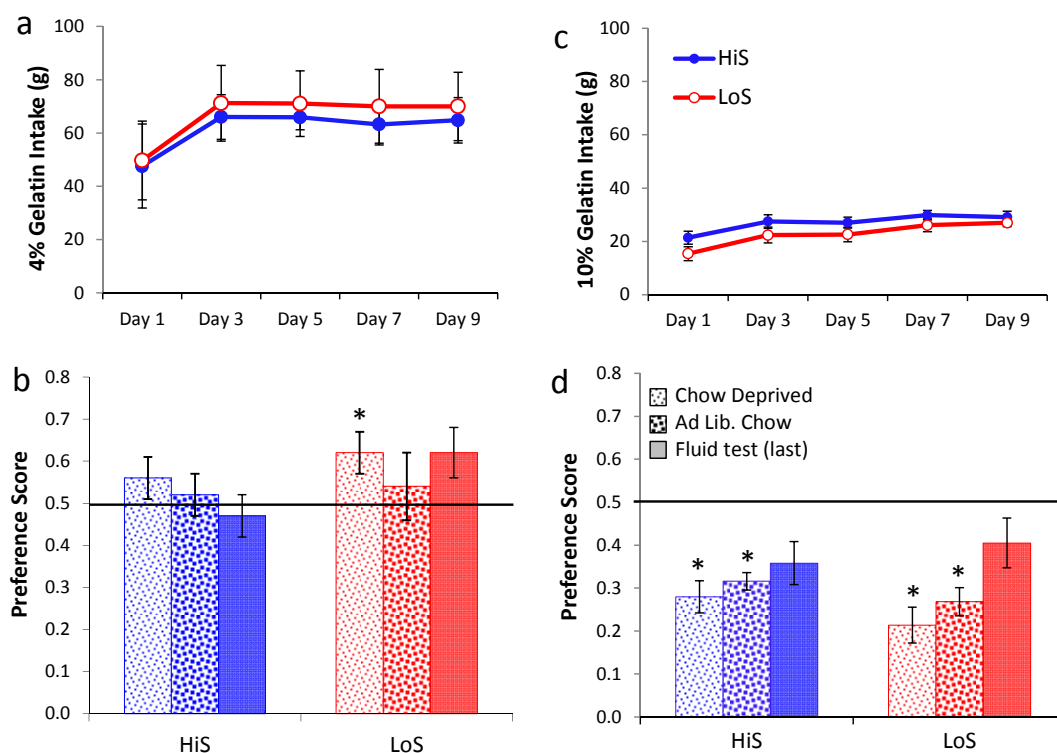 a
100
80
60
40
20
0
4% Gelatin Intake (g)
Day 1 Day 3 Day 5 Day 7 Day 9
c
100
80
60
40
20
0
10% Gelatin Intake (g)
HiS
LoS
Day 1 Day 3 Day 5 Day 7 Day 9
b
0.8
0.7
0.6
0.5
0.4
0.3
0.2
0.1
0.0
Preference Score
*
HiS LoS
d
0.8
0.7
0.6
0.5
0.4
0.3
0.2
0.1
0.0
Preference Score
Chow Deprived
Ad Lib. Chow
Fluid test (last)
* * * *
HiS LoS